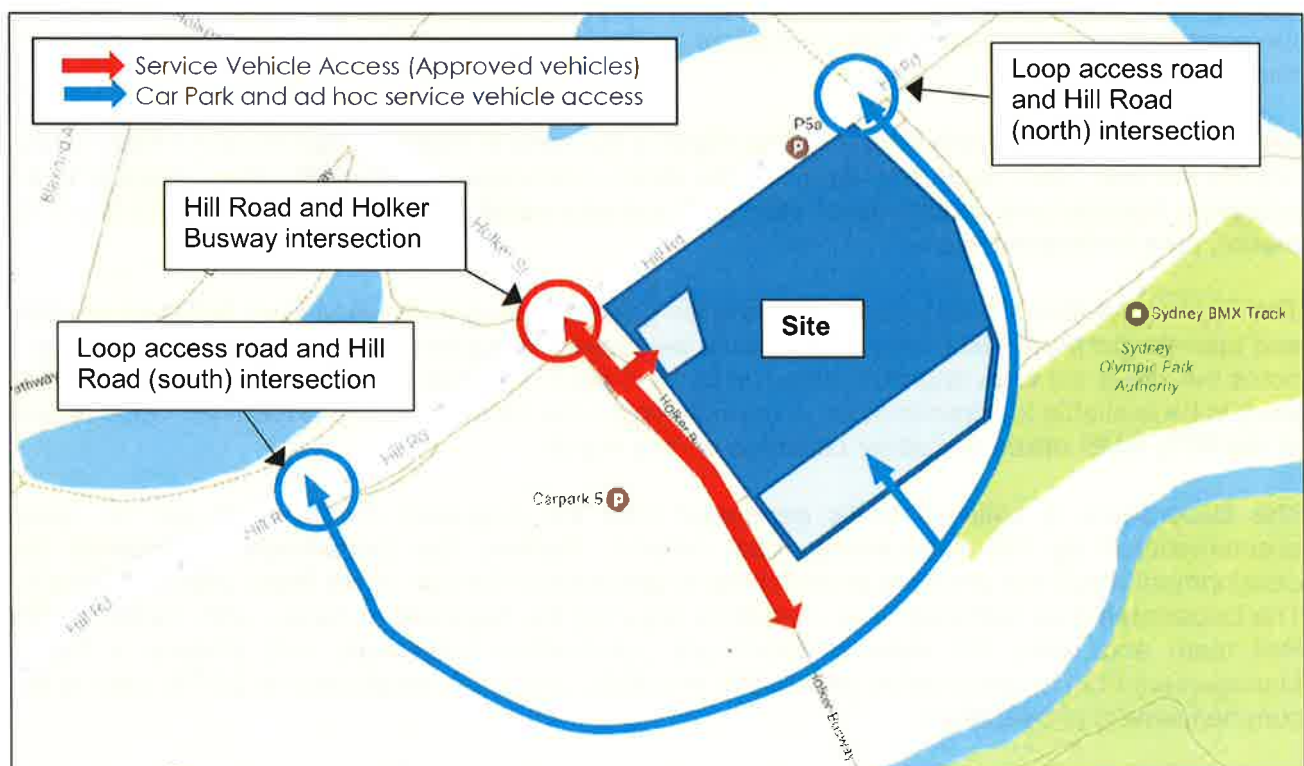 Service Vehicle Access (Approved vehicles)
Car Park and ad hoc service vehicle access
Loop access road
and Hill Road
(north) intersection
Rd
P5a
P
Hill Road and Holker
Busway intersection
Holker St
Hill Rd
Site
Loop access road and Hill
Road (south) intersection
Sydney BMX Track
Sydney
Olympic Park
Authority
Pathway
Hill Rd
Carpark 5 P
Hill Rd
Holker Busway